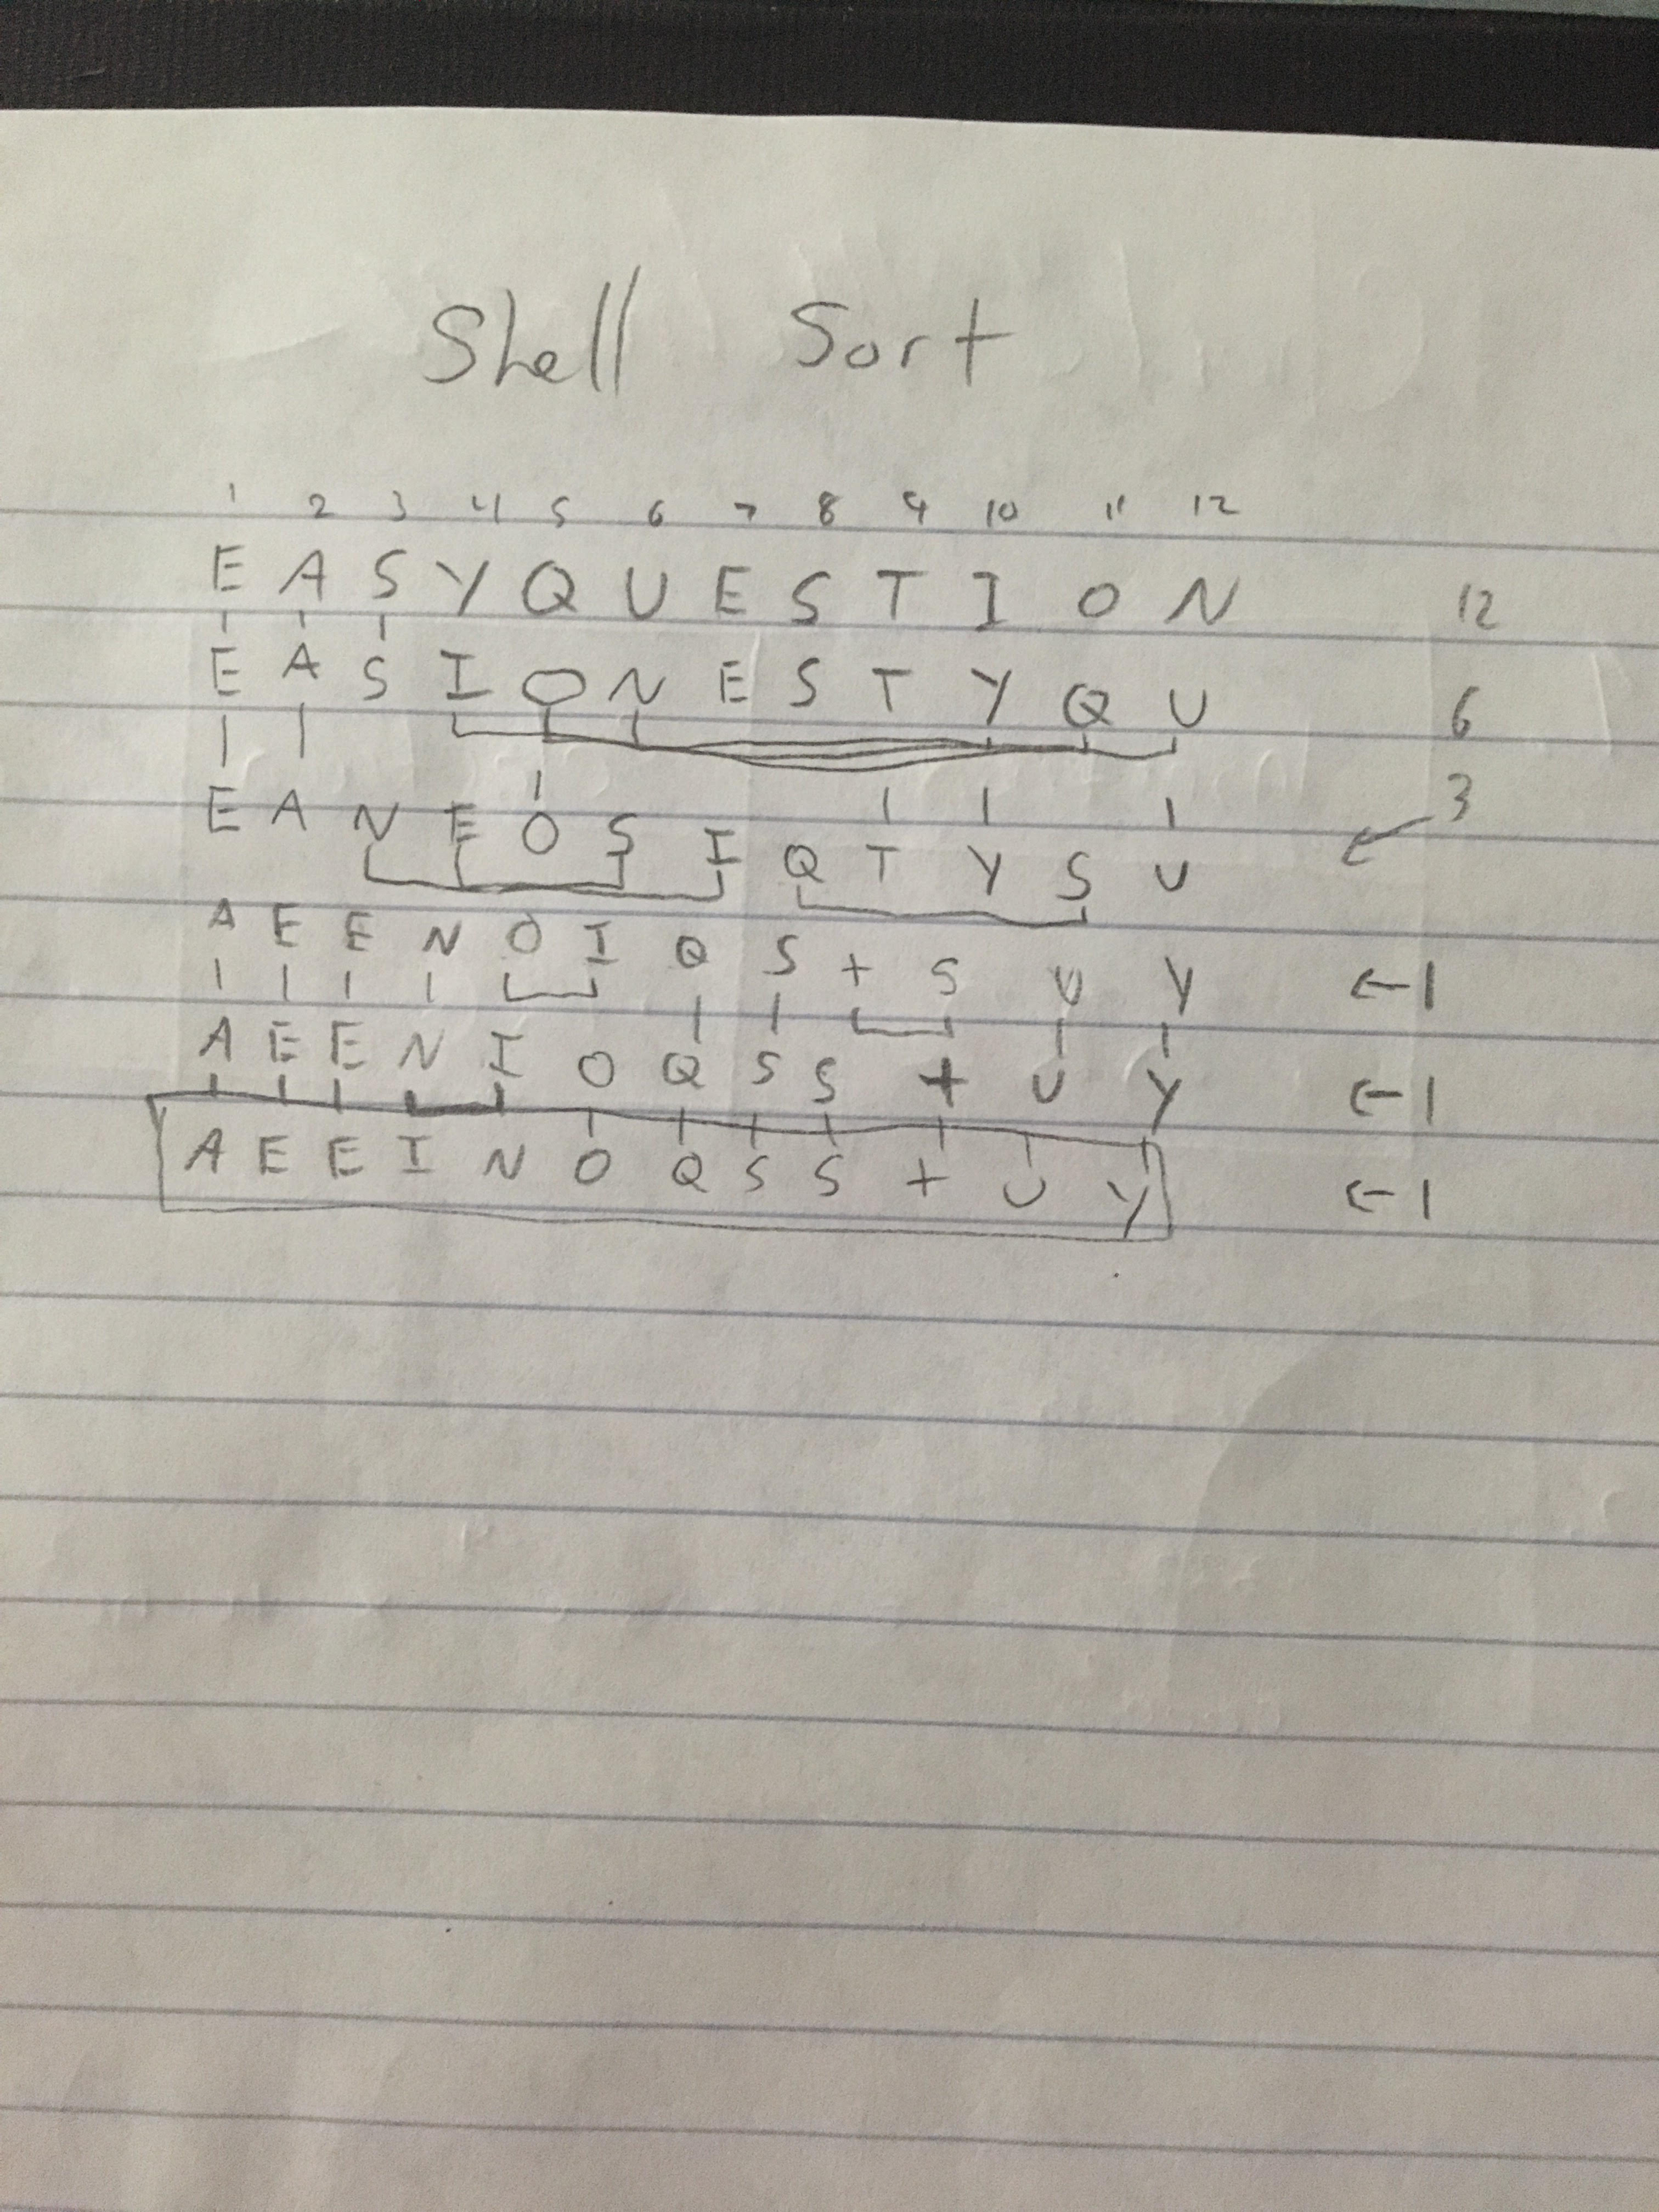 Shell Sort
1 2 3 4 5 6 7 8 9 10 11 12
E A S Y Q U E S T I O N 12
E A S I O N E S T Y Q U 6
E A N E O S I Q T Y S U ← 3
A E E N O I Q S t S U Y ←1
A E E N I O Q S S t U Y ←1
A E E I N O Q S S t U Y ←1